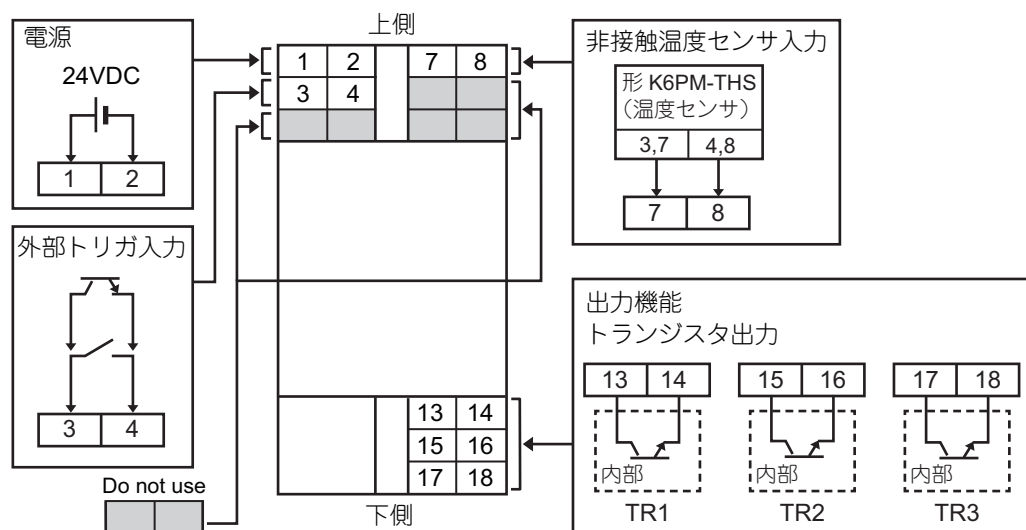 電源
24VDC
1 2
外部トリガ入力
3 4
Do not use
上側
1 2 7 8
3 4
13 14
15 16
17 18
下側
非接触温度センサ入力
形 K6PM-THS
（温度センサ）
3,7 4,8
7 8
出力機能
トランジスタ出力
13 14 15 16 17 18
内部 内部 内部
TR1 TR2 TR3